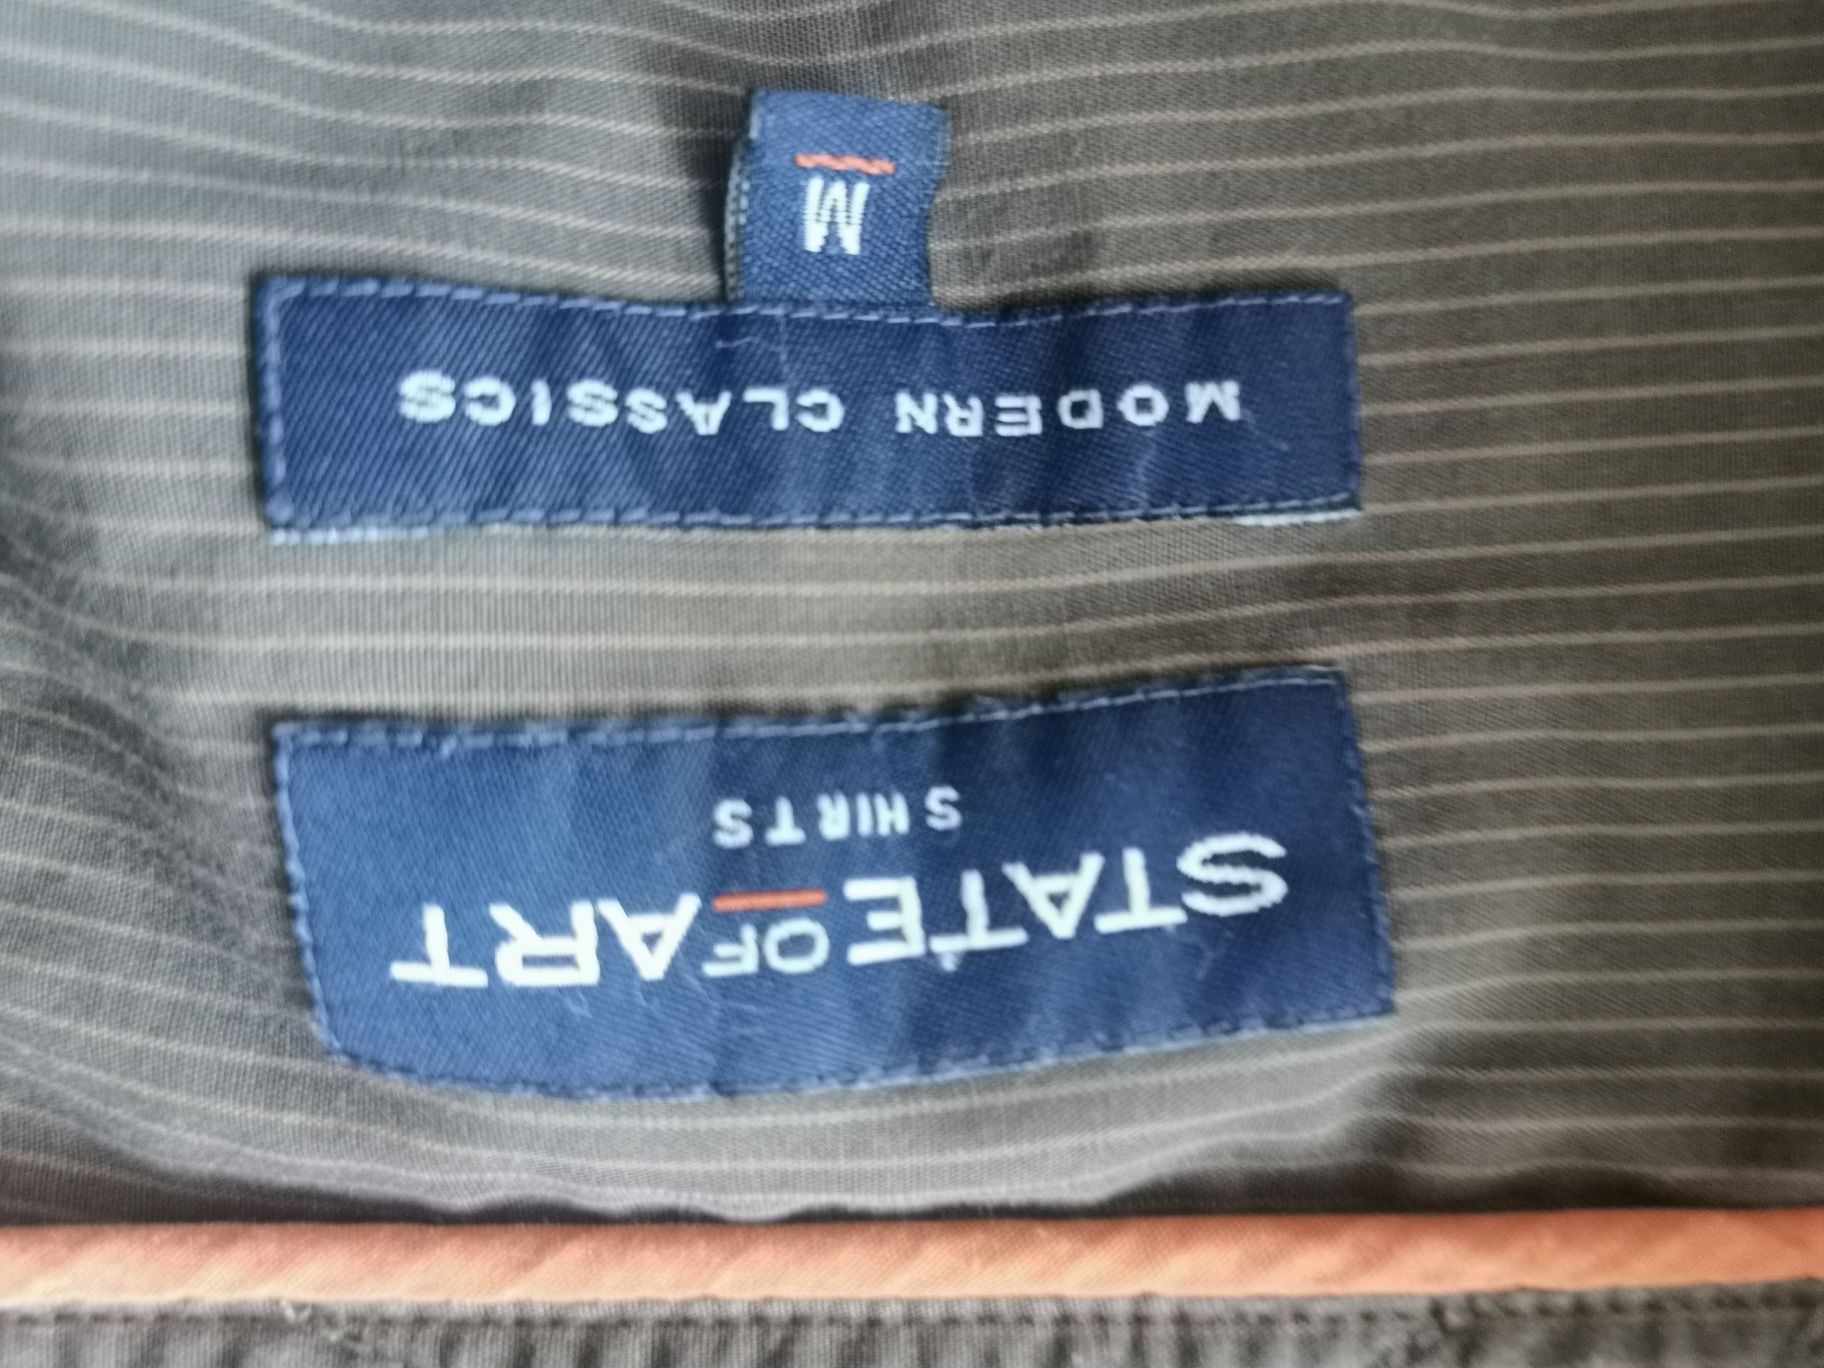 STATE OF ART
SHIRTS
MODERN CLASSICS
M